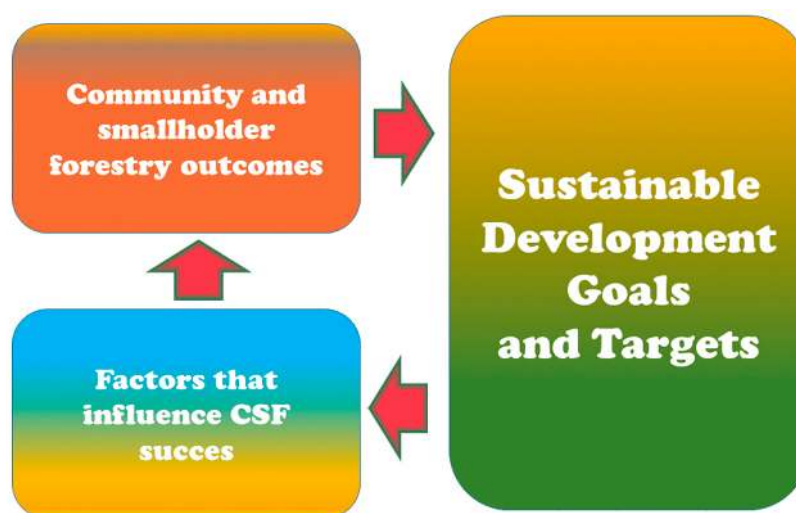 Community and
smallholder
forestry outcomes
Sustainable
Development
Goals
and Targets
Factors that
influence CSF
succes